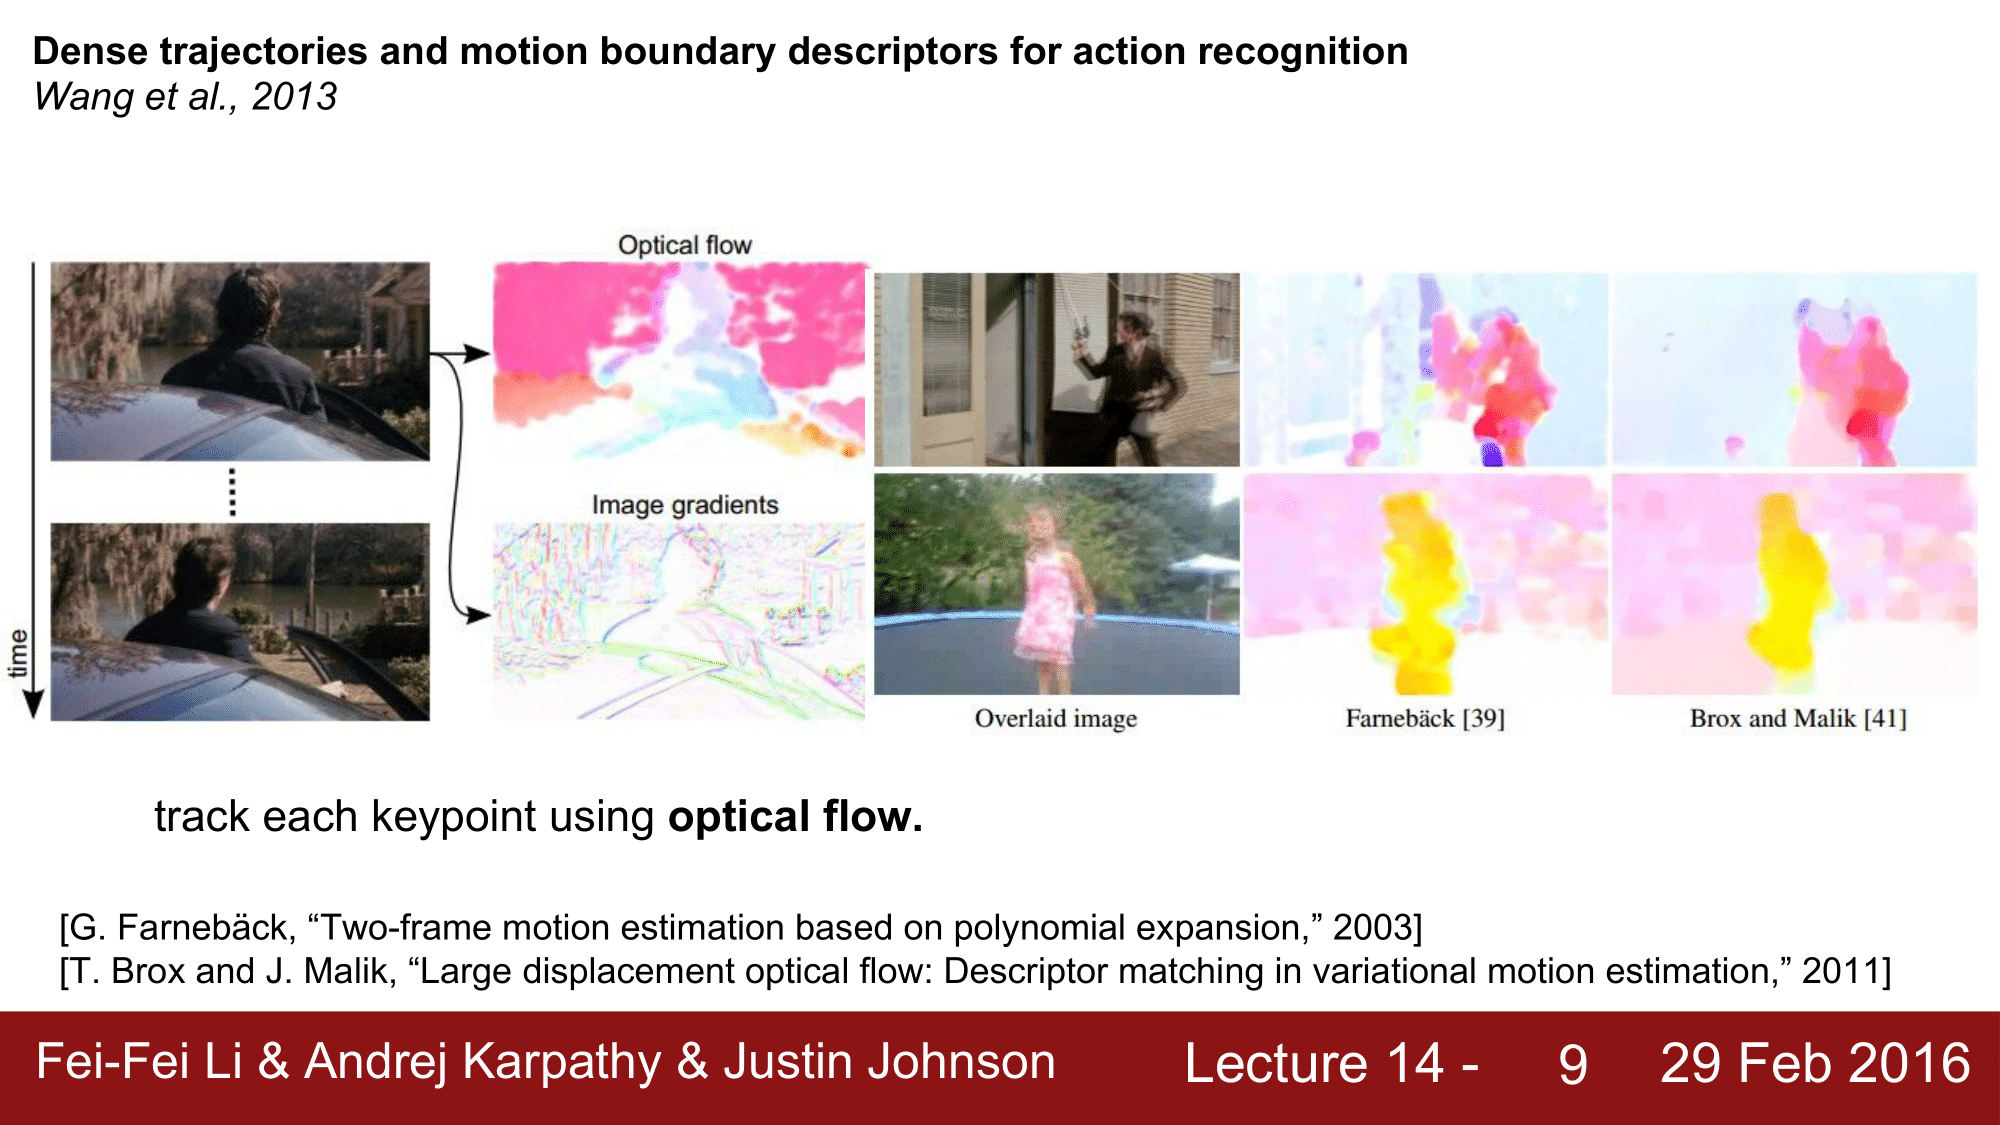 Dense trajectories and motion boundary descriptors for action recognition
Wang et al., 2013
Optical flow
Image gradients
time
Overlaid image
Farnebäck [39]
Brox and Malik [41]
track each keypoint using optical flow.
[G. Farnebäck, “Two-frame motion estimation based on polynomial expansion,” 2003]
[T. Brox and J. Malik, “Large displacement optical flow: Descriptor matching in variational motion estimation,” 2011]
Fei-Fei Li & Andrej Karpathy & Justin Johnson
Lecture 14 - 9 29 Feb 2016